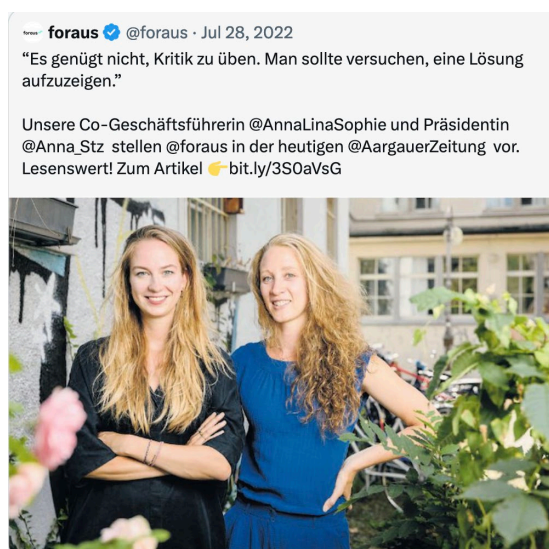 foraus @foraus · Jul 28, 2022
“Es genügt nicht, Kritik zu üben. Man sollte versuchen, eine Lösung
aufzuzeigen.”
Unsere Co-Geschäftsführerin @AnnaLinaSophie und Präsidentin
@Anna_Stz stellen @foraus in der heutigen @AargauerZeitung vor.
Lesenswert! Zum Artikel 👉bit.ly/3S0aVsG